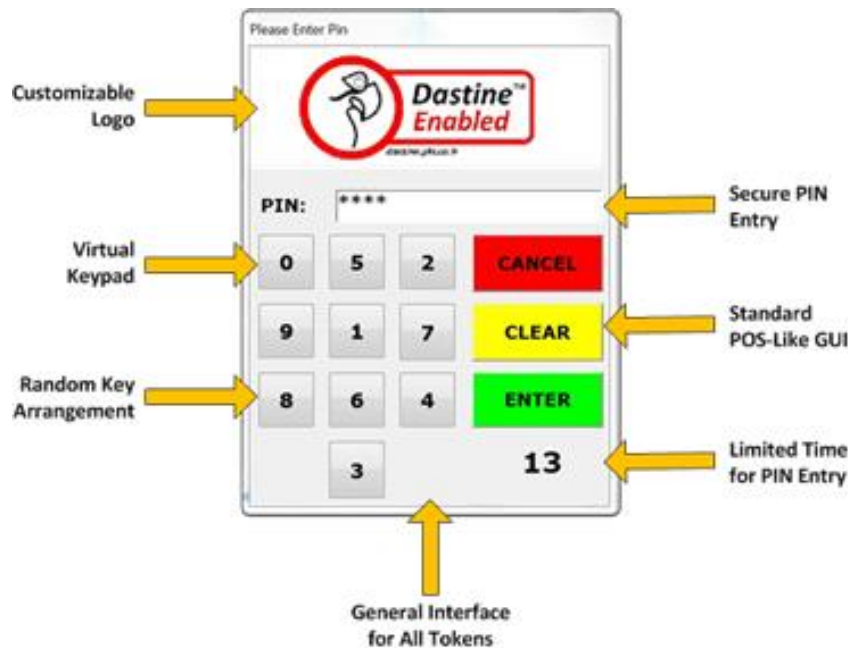 Please Enter Pin
Customizable
Logo
Dastine™
Enabled
PIN:
****
Secure PIN
Entry
Virtual
Keypad
0 5 2 CANCEL
9 1 7 CLEAR
Standard
POS-Like GUI
Random Key
Arrangement
8 6 4 ENTER
3 13
Limited Time
for PIN Entry
General Interface
for All Tokens